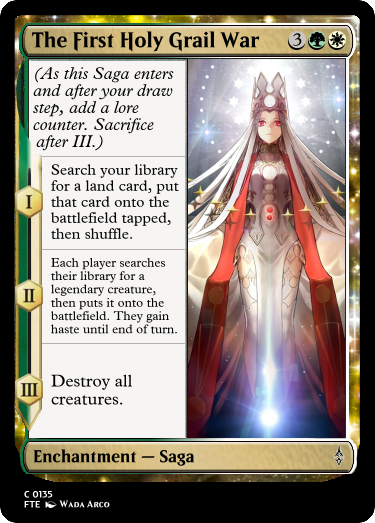 The First Holy Grail War 3
(As this Saga enters
and after your draw
step, add a lore
counter. Sacrifice
after III.)
I
Search your library
for a land card, put
that card onto the
battlefield tapped,
then shuffle.
II
Each player searches
their library for a
legendary creature,
then puts it onto the
battlefield. They gain
haste until end of turn.
III
Destroy all
creatures.
Enchantment — Saga
C 0135
FTE Wada Arco